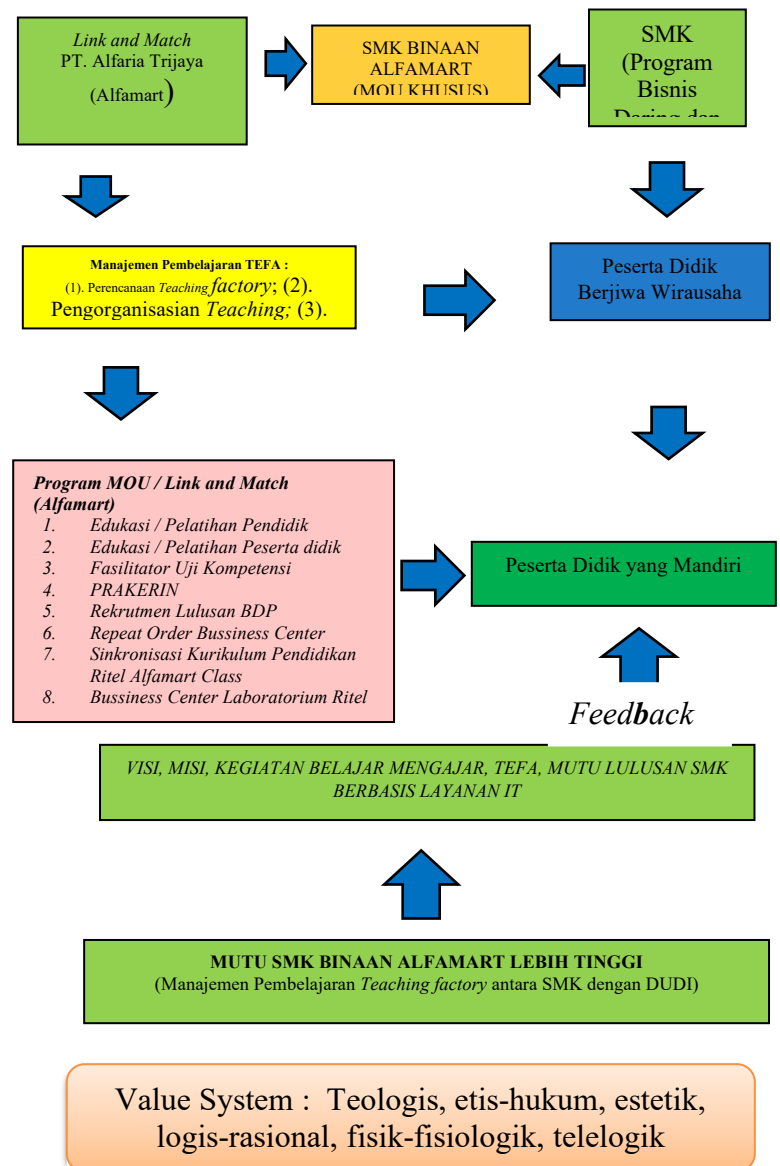 Link and Match
PT. Alfaria Trijaya
(Alfamart)
SMK BINAAN
ALFAMART
(MOU KHUSUS)
SMK
(Program
Bisnis
Daring dan
Manajemen Pembelajaran TEFA :
(1). Perencanaan Teaching factory; (2).
Pengorganisasian Teaching; (3).
Peserta Didik
Berjiwa Wirausaha
Program MOU / Link and Match
(Alfamart)
1. Edukasi / Pelatihan Pendidik
2. Edukasi / Pelatihan Peserta didik
3. Fasilitator Uji Kompetensi
4. PRAKERIN
5. Rekrutmen Lulusan BDP
6. Repeat Order Bussiness Center
7. Sinkronisasi Kurikulum Pendidikan
Ritel Alfamart Class
8. Bussiness Center Laboratorium Ritel
Peserta Didik yang Mandiri
Feedback
VISI, MISI, KEGIATAN BELAJAR MENGAJAR, TEFA, MUTU LULUSAN SMK
BERBASIS LAYANAN IT
MUTU SMK BINAAN ALFAMART LEBIH TINGGI
(Manajemen Pembelajaran Teaching factory antara SMK dengan DUDI)
Value System : Teologis, etis-hukum, estetik,
logis-rasional, fisik-fisiologik, telelogik